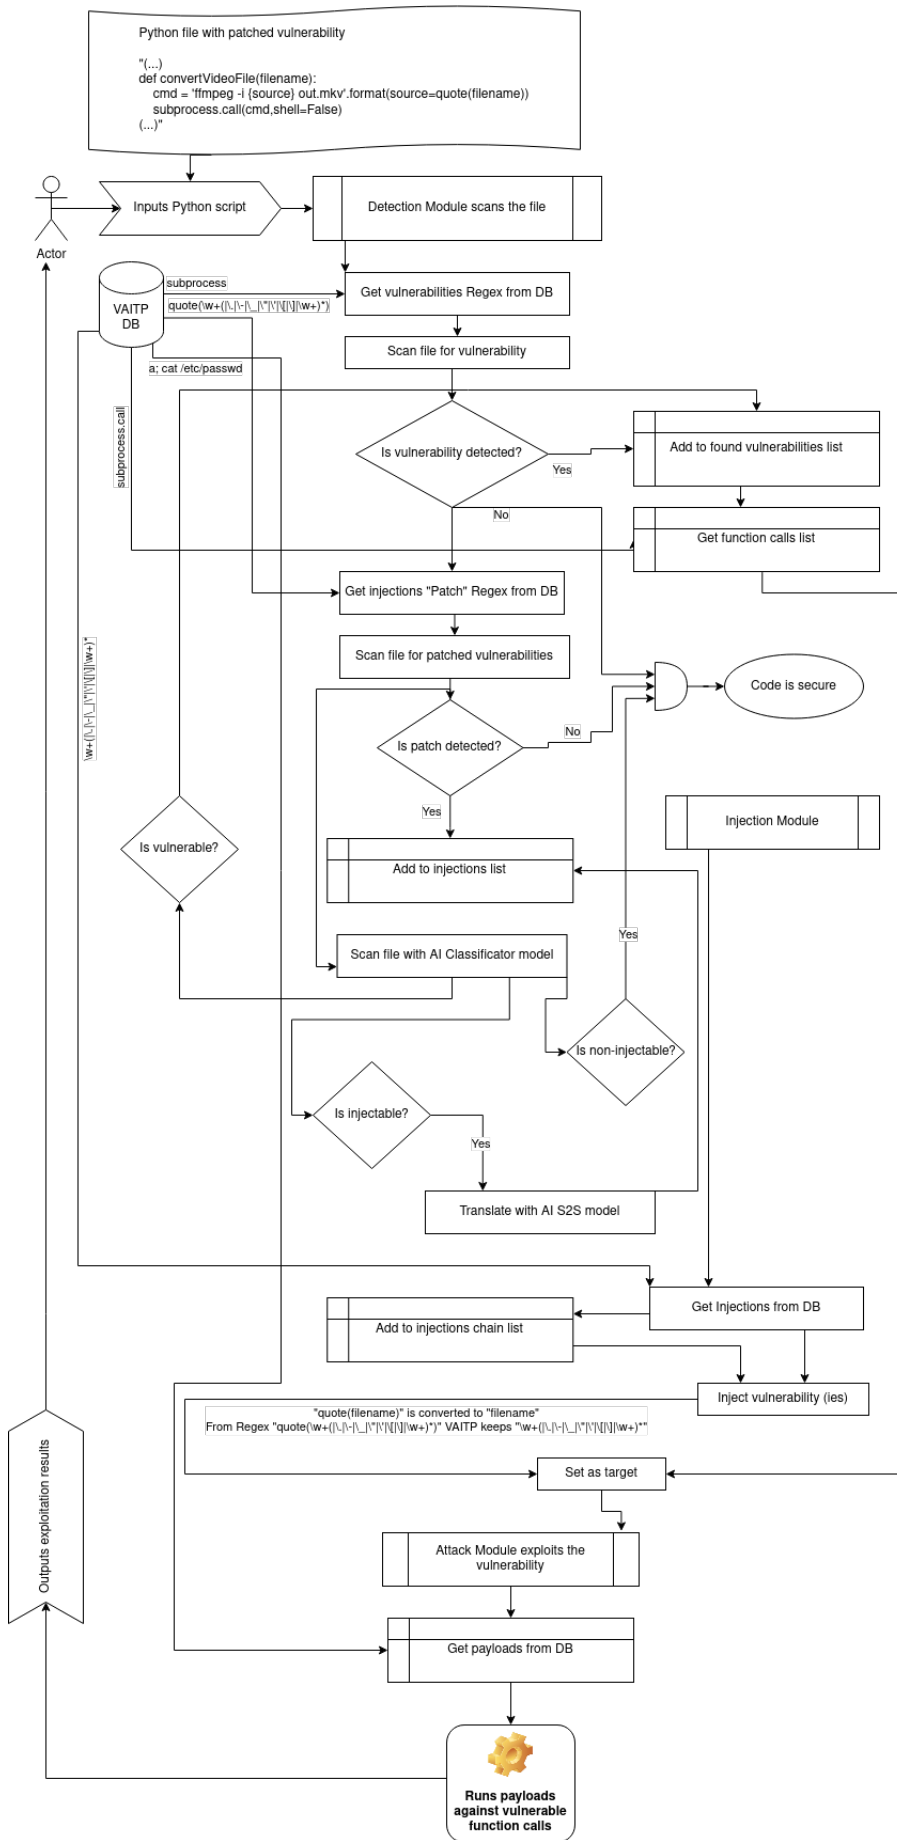 Python file with patched vulnerability
"(...)
def convertVideoFile(filename):
cmd = 'ffmpeg -i {source} out.mkv'.format(source=quote(filename))
subprocess.call(cmd,shell=False)
(...)"
Inputs Python script
Detection Module scans the file
Actor
VAITP
DB
subprocess
quote(\w+(|\.|\-|\_|\"|\'|\[|\]|\w+)*)
Get vulnerabilities Regex from DB
Scan file for vulnerability
a; cat /etc/passwd
subprocess.call
Is vulnerability detected?
Yes
Add to found vulnerabilities list
No
Get function calls list
Get injections "Patch" Regex from DB
Scan file for patched vulnerabilities
\w+(|\.|\-|\_|\"|\'|\[|\]|\w+)*
Code is secure
Is patch detected?
No
Yes
Injection Module
Is vulnerable?
Add to injections list
Yes
Scan file with AI Classificator model
Is non-injectable?
Is injectable?
Yes
Translate with AI S2S model
Get Injections from DB
Add to injections chain list
Inject vulnerability (ies)
"quote(filename)" is converted to "filename"
From Regex "quote(\w+(|\.|\-|\_|\"|\'|\[|\]|\w+)*)" VAITP keeps "\w+(|\.|\-|\_|\"|\'|\[|\]|\w+)*"
Set as target
Outputs exploitation results
Attack Module exploits the
vulnerability
Get payloads from DB
Runs payloads
against vulnerable
function calls